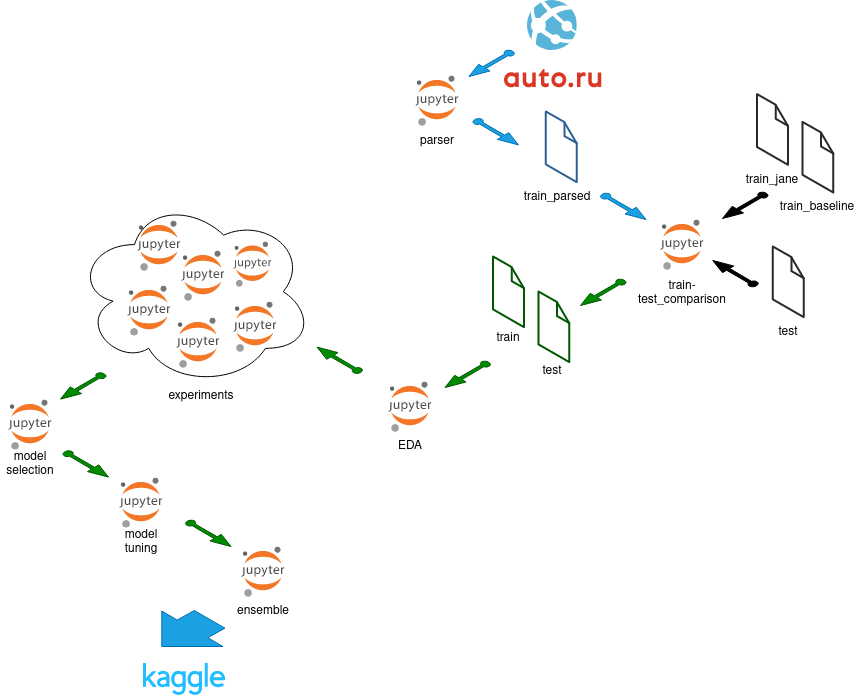 auto.ru
jupyter
parser
train_parsed
train_jane
train_baseline
jupyter
train-
test_comparison
test
train
test
jupyter
EDA
jupyter
jupyter
jupyter
jupyter
jupyter
jupyter
experiments
jupyter
model
selection
jupyter
model
tuning
jupyter
ensemble
kaggle